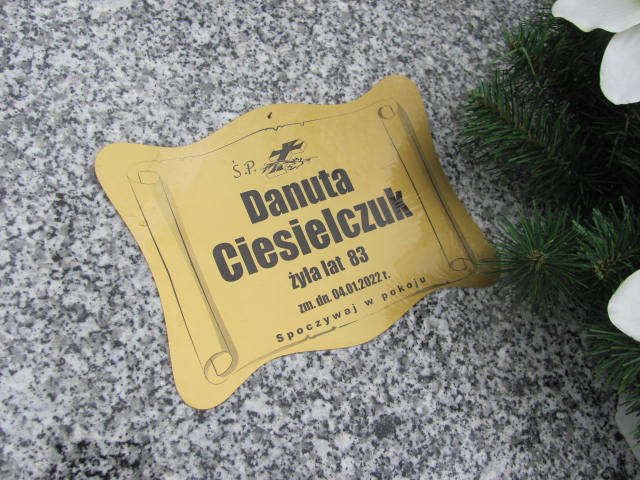 Ś.P.
Danuta
Ciesielczuk
żyła lat 83
zm. dn. 04.01.2022 r.
Spoczywaj w pokoju